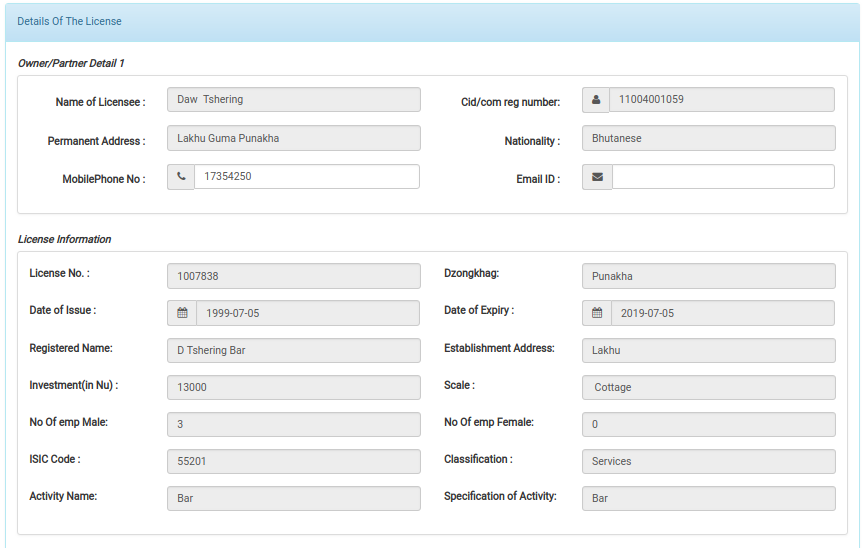 Details Of The License
Owner/Partner Detail 1
Name of Licensee : Daw Tshering Cid/com reg number: 11004001059
Permanent Address : Lakhu Guma Punakha Nationality : Bhutanese
MobilePhone No : 17354250 Email ID :
License Information
License No. : 1007838 Dzongkhag: Punakha
Date of Issue : 1999-07-05 Date of Expiry : 2019-07-05
Registered Name: D Tshering Bar Establishment Address: Lakhu
Investment(in Nu) : 13000 Scale : Cottage
No Of emp Male: 3 No Of emp Female: 0
ISIC Code : 55201 Classification : Services
Activity Name: Bar Specification of Activity: Bar